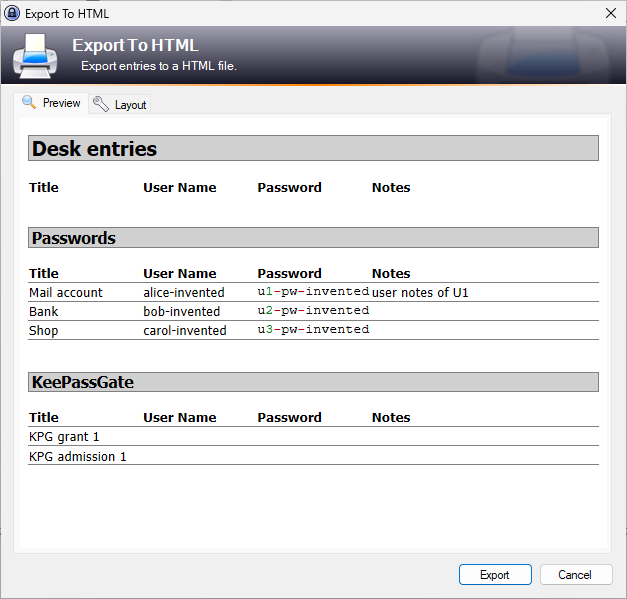 Export To HTML
Export To HTML
Export entries to a HTML file.
Preview Layout
Desk entries
Title User Name Password Notes
Passwords
Title User Name Password Notes
Mail account alice-invented u1-pw-invented user notes of U1
Bank bob-invented u2-pw-invented
Shop carol-invented u3-pw-invented
KeePassGate
Title User Name Password Notes
KPG grant 1
KPG admission 1
Export Cancel